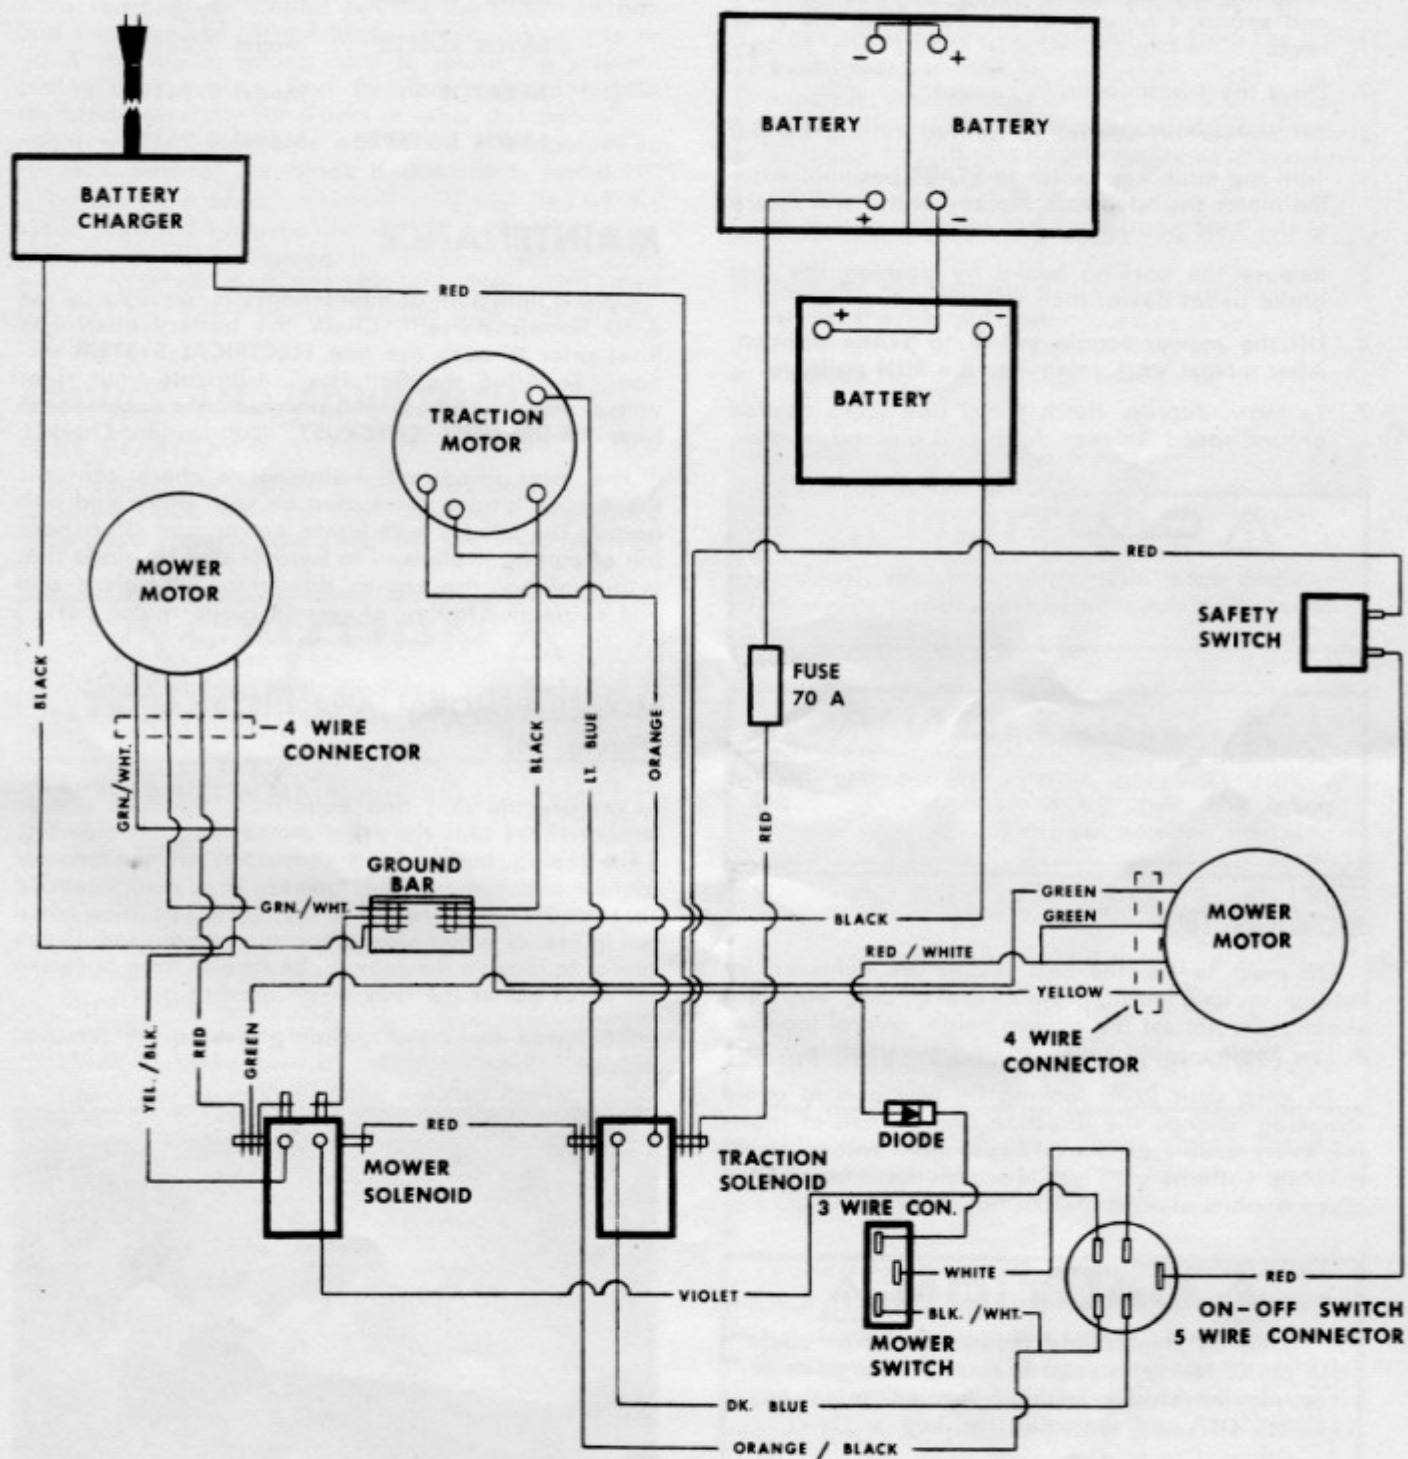 BATTERY
CHARGER
- +
BATTERY BATTERY
+ -
RED
+ -
BATTERY
TRACTION
MOTOR
RED
MOWER
MOTOR
SAFETY
SWITCH
FUSE
70 A
BLACK
4 WIRE
CONNECTOR
GRN./WHT.
BLACK
LT. BLUE
ORANGE
RED
GROUND
BAR
GRN./WHT.
BLACK
GREEN
GREEN
MOWER
MOTOR
RED / WHITE
YELLOW
4 WIRE
CONNECTOR
YEL./BLK.
RED
GREEN
DIODE
RED
MOWER
SOLENOID
TRACTION
SOLENOID
3 WIRE CON.
VIOLET
WHITE
RED
BLK./WHT.
ON-OFF SWITCH
5 WIRE CONNECTOR
MOWER
SWITCH
DK. BLUE
ORANGE / BLACK